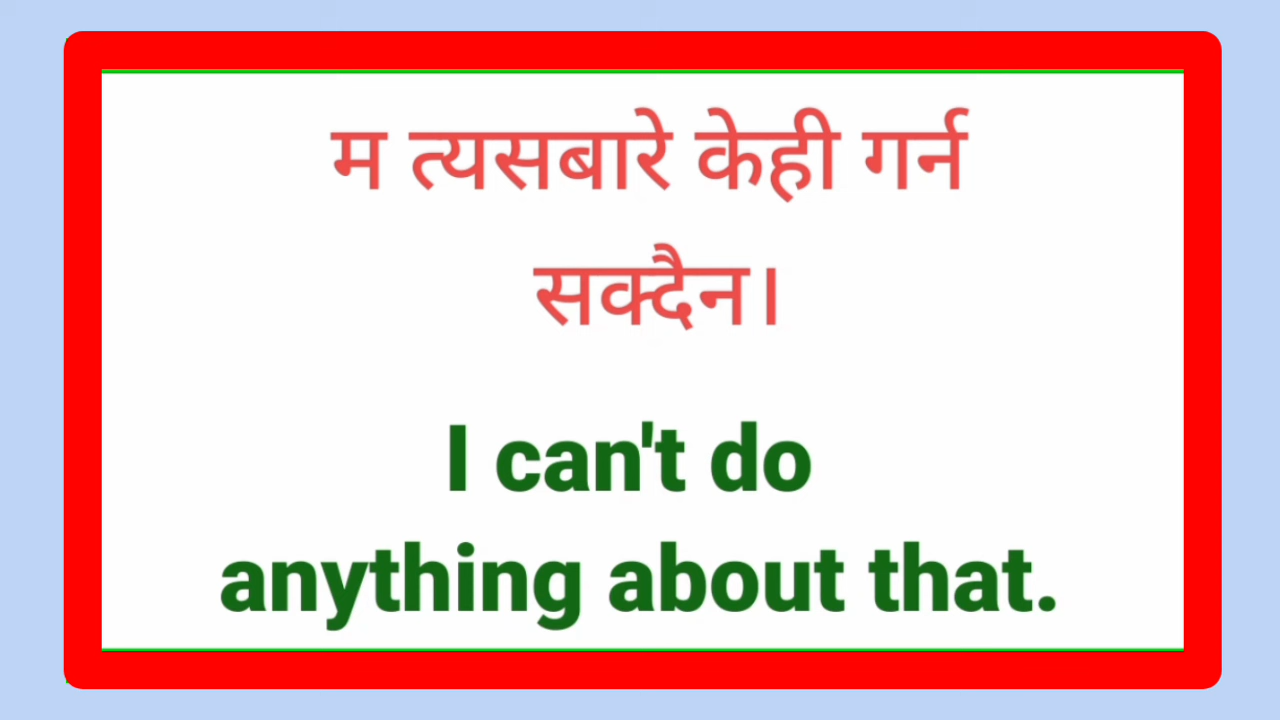 म त्यसबारे केही गर्न
सक्दैन।
I can't do
anything about that.